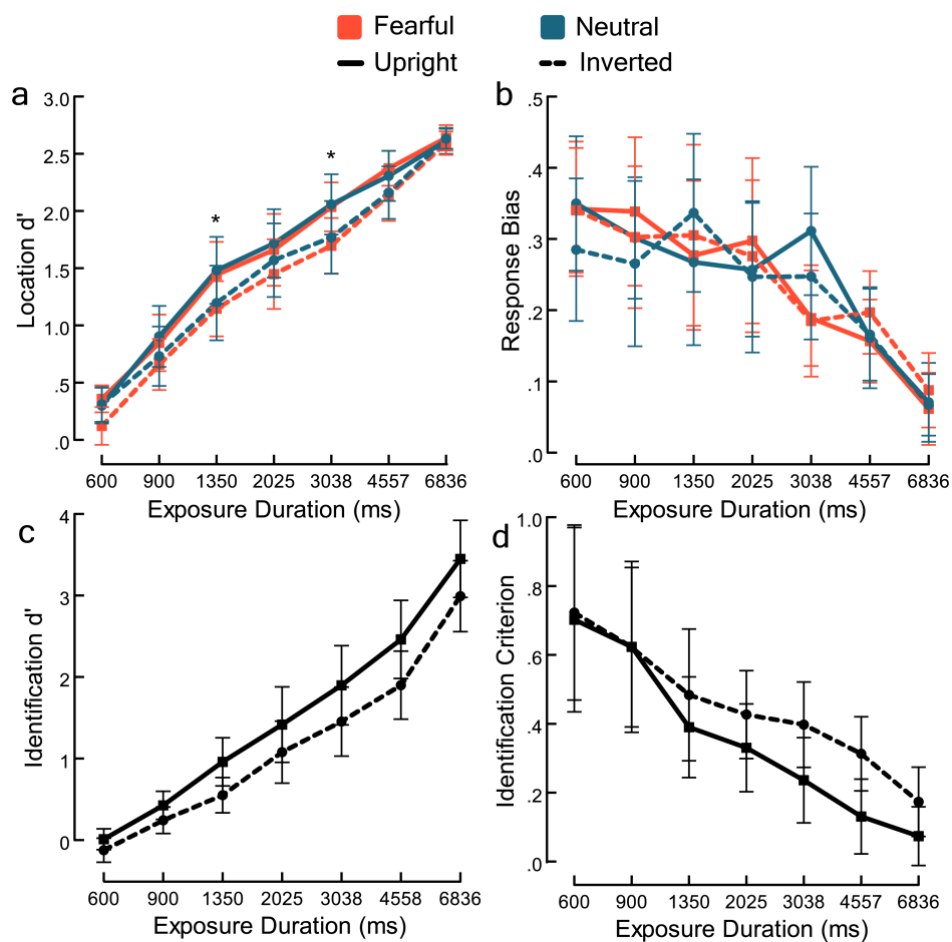 Fearful
Neutral
Upright
Inverted
a
3.0
2.5
2.0
1.5
1.0
.5
.0
Location d'
*
*
600 900 1350 2025 3038 4557 6836
Exposure Duration (ms)
b
.5
.4
.3
.2
.1
.0
Response Bias
600 900 1350 2025 3038 4557 6836
Exposure Duration (ms)
c
4
3
2
1
0
Identification d'
600 900 1350 2025 3038 4558 6836
Exposure Duration (ms)
d
1.0
.8
.6
.4
.2
.0
Identification Criterion
600 900 1350 2025 3038 4557 6836
Exposure Duration (ms)